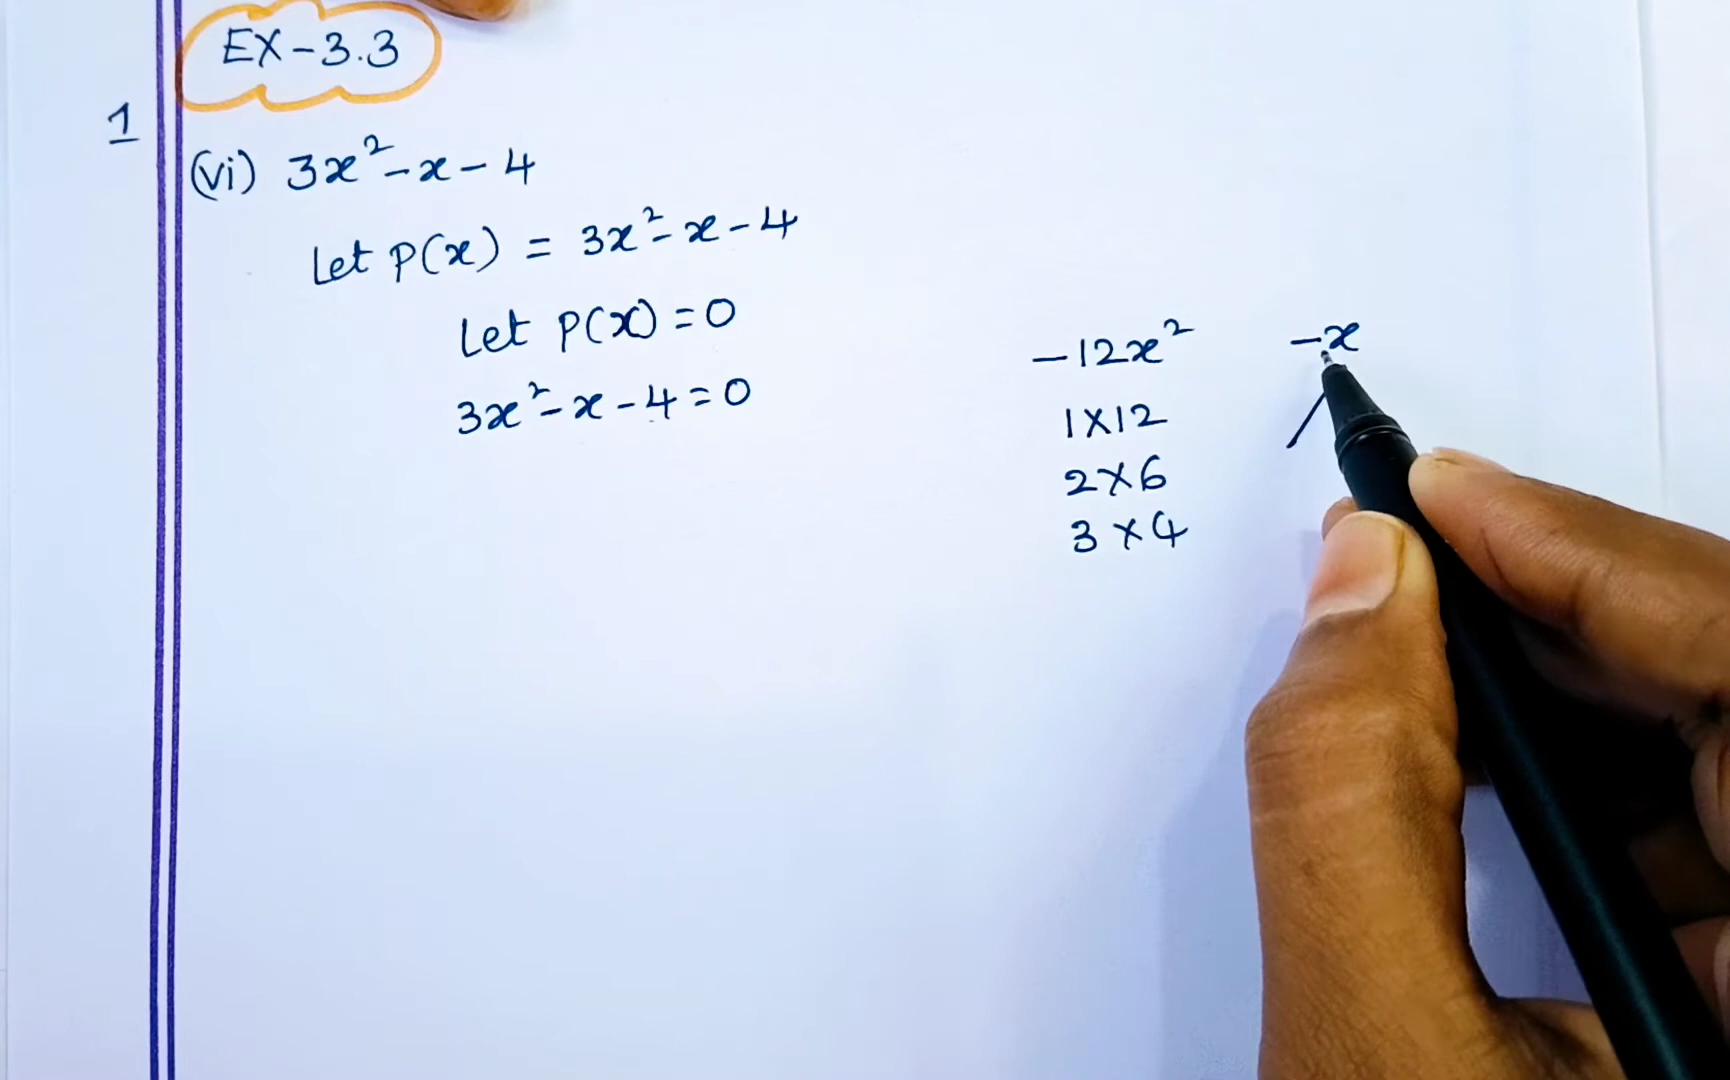 EX-3.3
1
(vi) 3x²-x-4
Let p(x) = 3x²-x-4
Let p(x)=0
3x²-x-4=0
-12x² -x
1×12
2×6
3×4